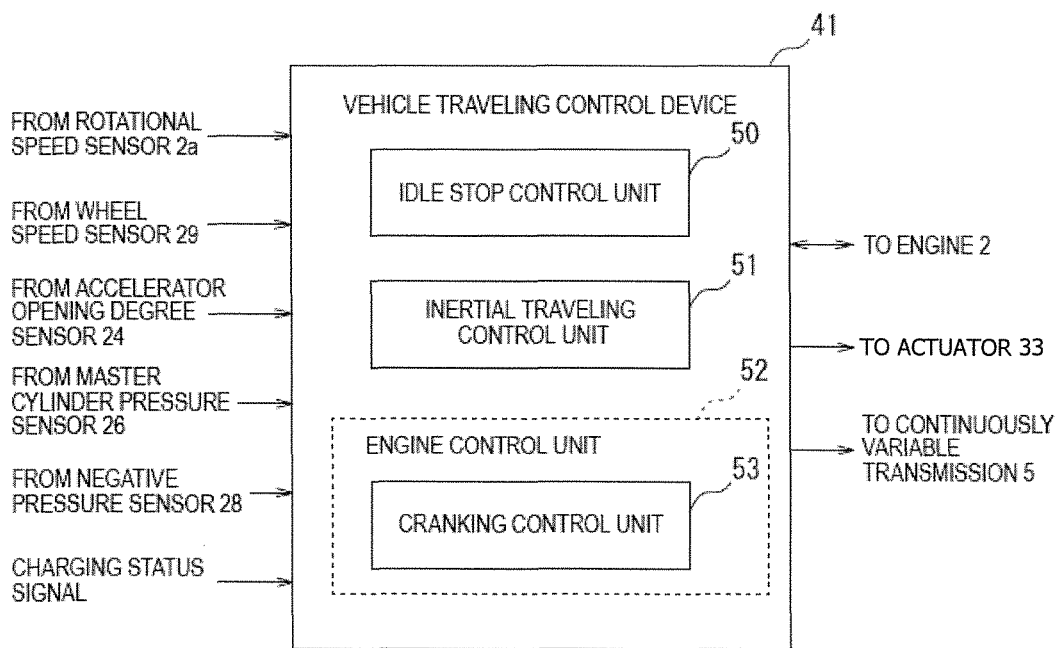 41
VEHICLE TRAVELING CONTROL DEVICE
FROM ROTATIONAL
SPEED SENSOR 2a
50
IDLE STOP CONTROL UNIT
FROM WHEEL
SPEED SENSOR 29
TO ENGINE 2
51
FROM ACCELERATOR
OPENING DEGREE
SENSOR 24
INERTIAL TRAVELING
CONTROL UNIT
TO ACTUATOR 33
FROM MASTER
CYLINDER PRESSURE
SENSOR 26
52
ENGINE CONTROL UNIT
TO CONTINUOUSLY
VARIABLE
TRANSMISSION 5
53
FROM NEGATIVE
PRESSURE SENSOR 28
CRANKING CONTROL UNIT
CHARGING STATUS
SIGNAL